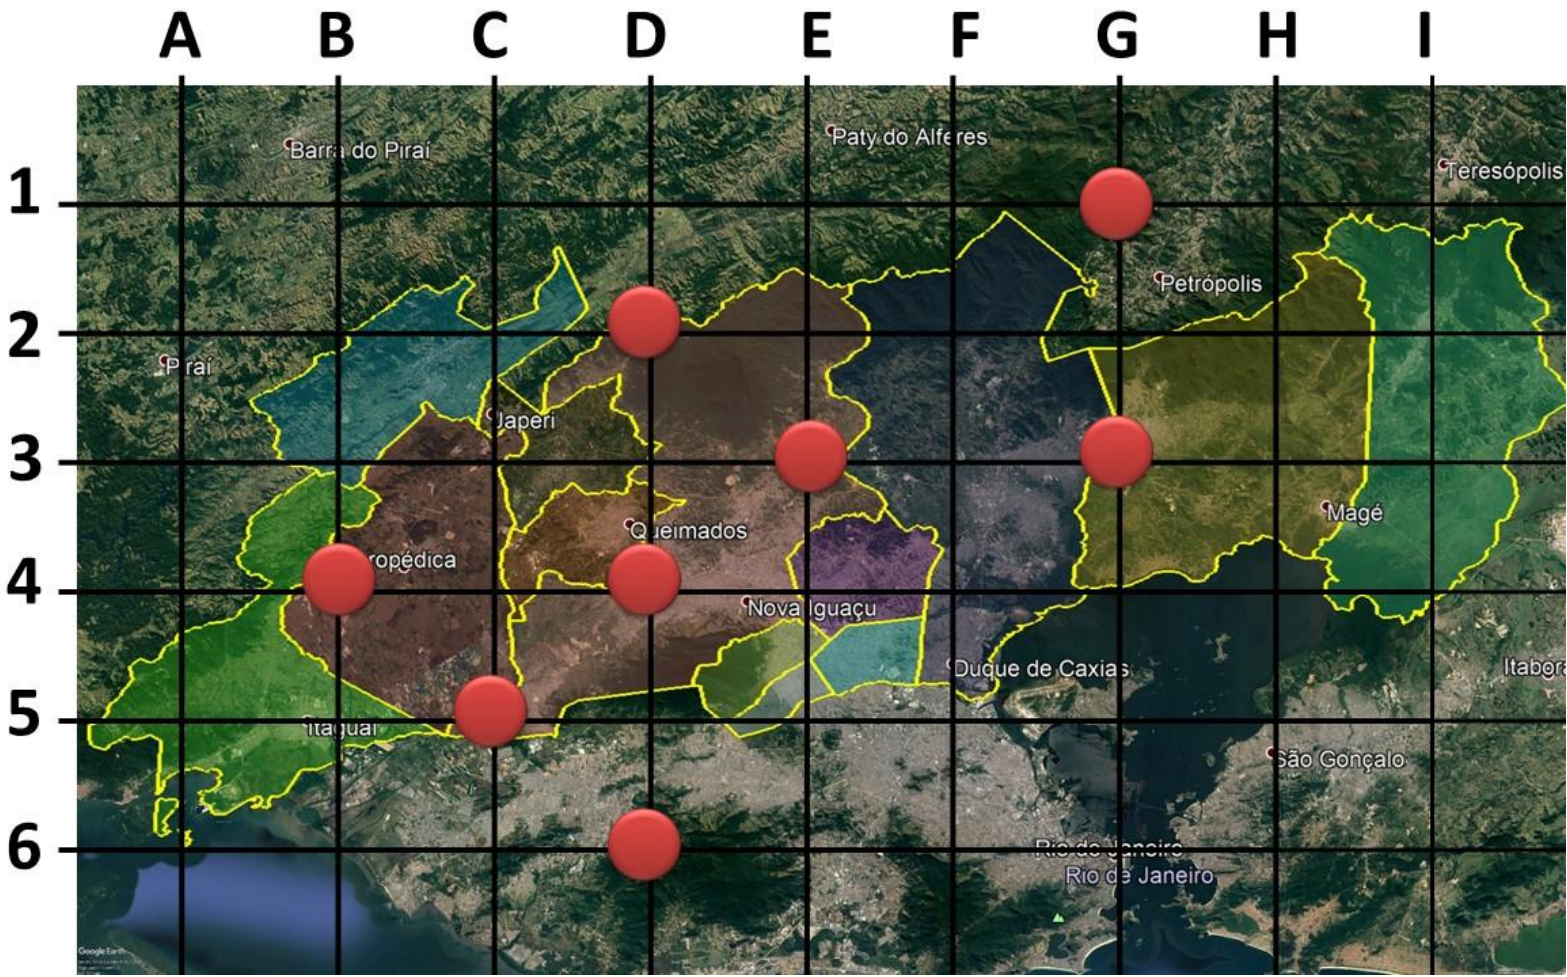 A B C D E F G H I
Paty do Alferes
Barra do Piraí
Teresópolis
1
Petrópolis
2
Piraí
Japeri
3
Magé
Queimados
ropédica
4
Nova Iguaçu
Duque de Caxias
Itabora
5
Itaguaí
São Gonçalo
6
Rio de Janeiro
Rio de Janeiro
Google Earth